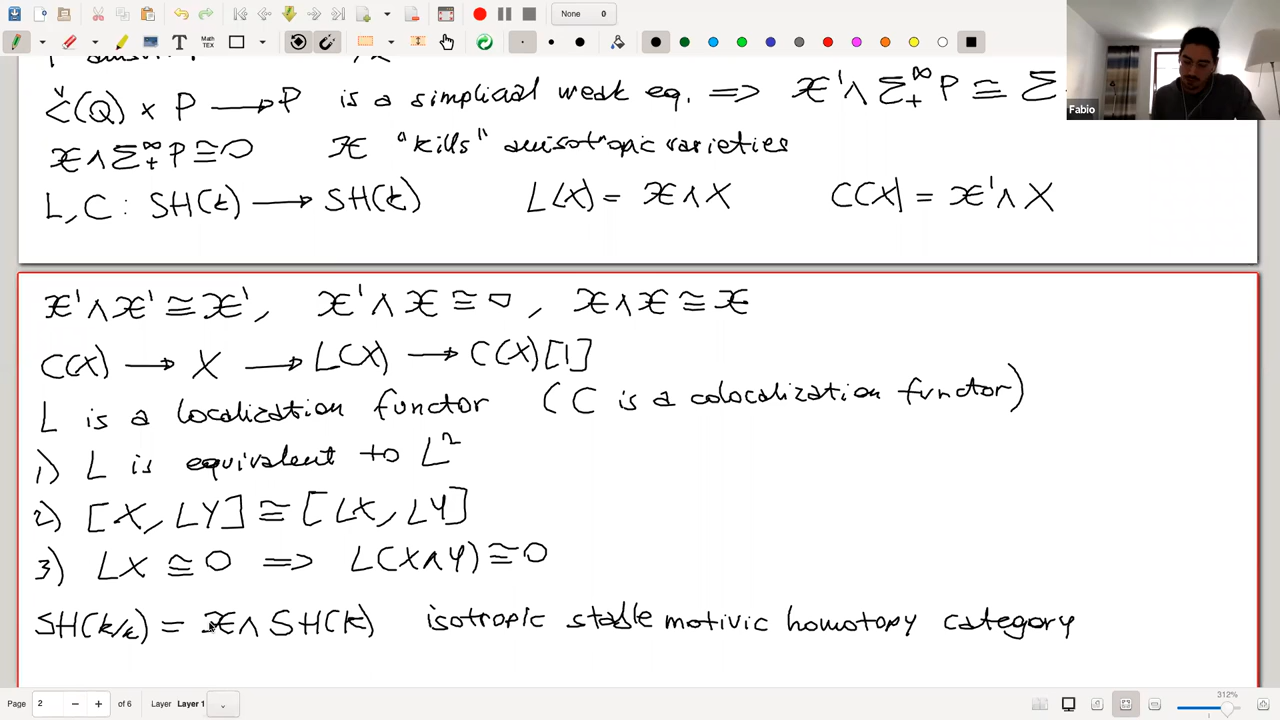 None 0
MATH TEX
Fabio
Č(Q) × P ⟶ P is a simplicial weak eq. ⟹ 𝔛' ∧ Σ₊^∞ P ≅ Σ
𝔛 ∧ Σ₊^∞ P ≅ 0 𝔛 "kills" anisotropic varieties
L, C : SH(k) ⟶ SH(k) L(X) = 𝔛 ∧ X C(X) = 𝔛' ∧ X
𝔛' ∧ 𝔛' ≅ 𝔛', 𝔛' ∧ 𝔛 ≅ 0, 𝔛 ∧ 𝔛 ≅ 𝔛
C(X) ⟶ X ⟶ L(X) ⟶ C(X)[1]
L is a localization functor (C is a colocalization functor)
1) L is equivalent to L²
2) [X, LY] ≅ [LX, LY]
3) LX ≅ 0 ⟹ L(X∧Y) ≅ 0
SH(k/k) = 𝔛 ∧ SH(k) isotropic stable motivic homotopy category
Page 2 of 6 Layer Layer 1 312%